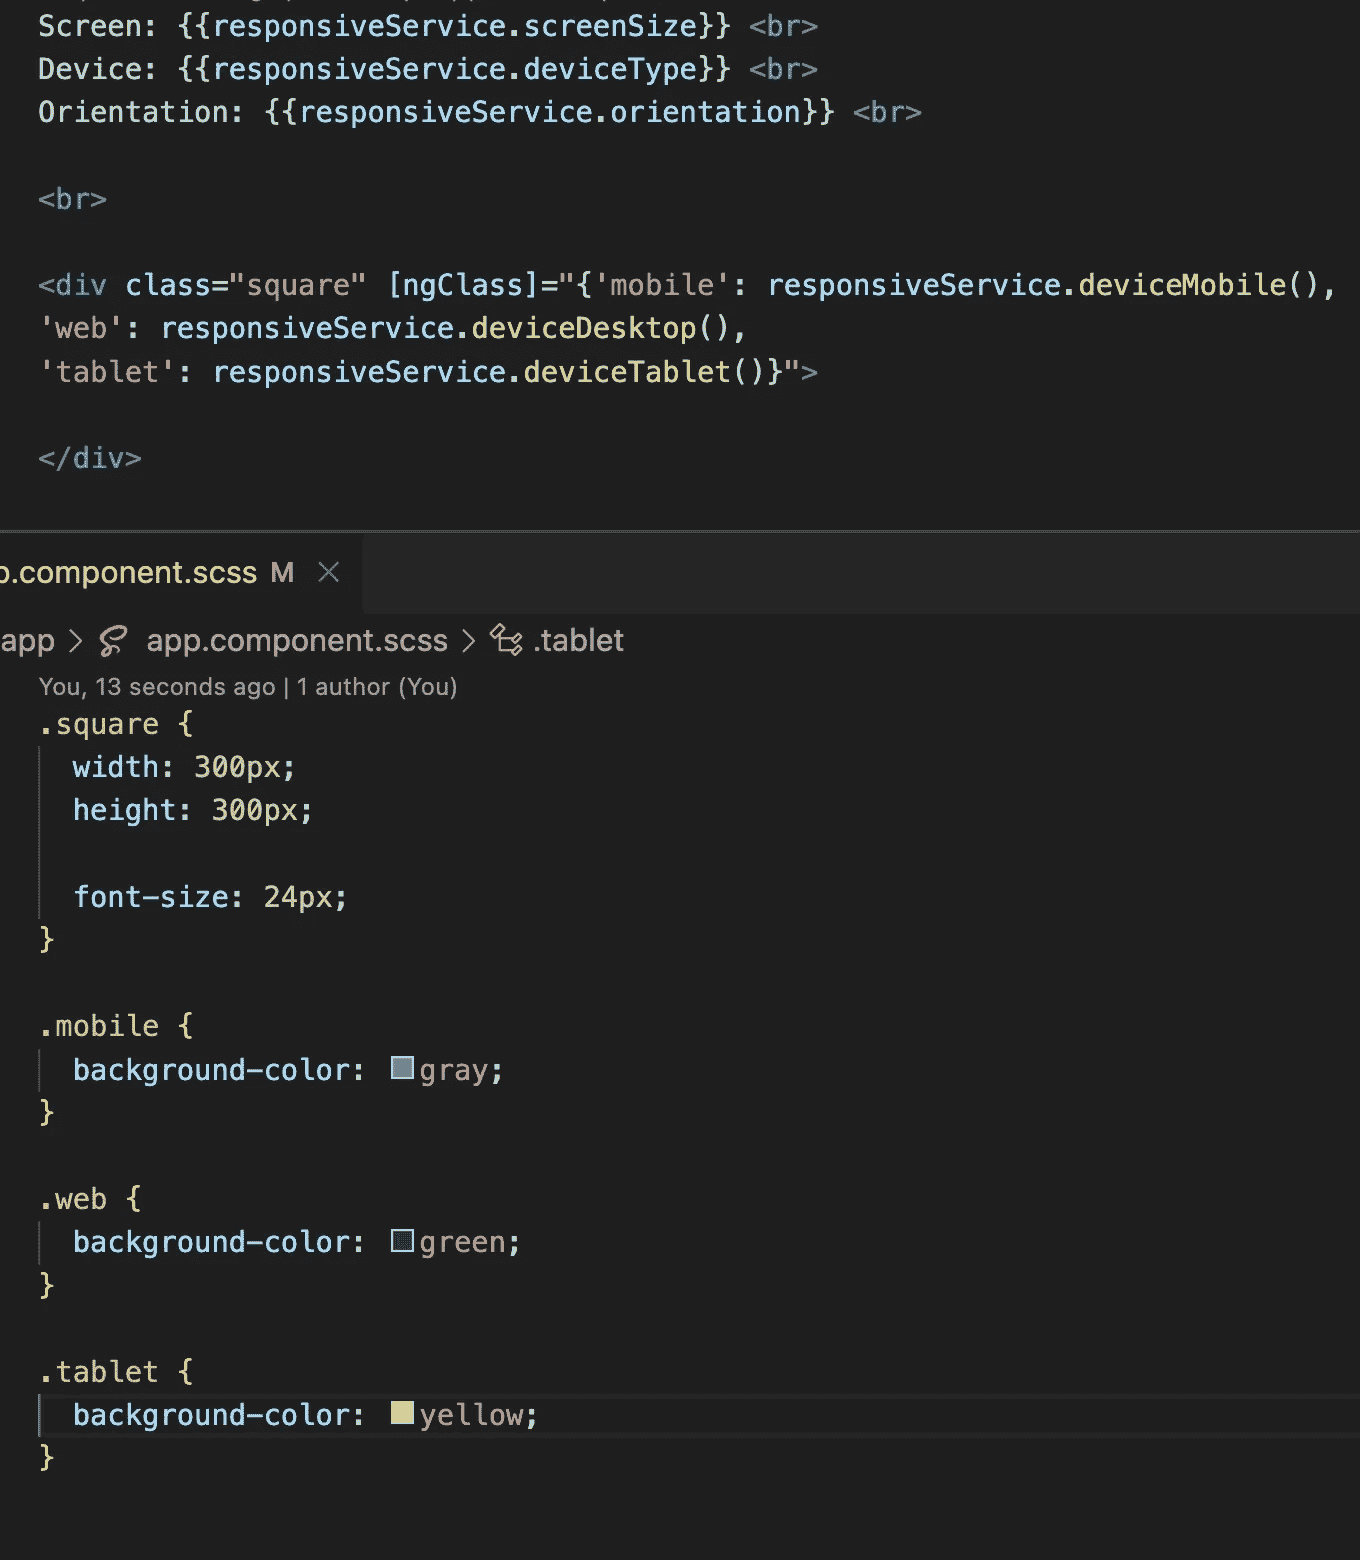 Screen: {{responsiveService.screenSize}} <br>
Device: {{responsiveService.deviceType}} <br>
Orientation: {{responsiveService.orientation}} <br>
<br>
<div class="square" [ngClass]="{'mobile': responsiveService.deviceMobile(),
'web': responsiveService.deviceDesktop(),
'tablet': responsiveService.deviceTablet()}">
</div>
.component.scss M
app > app.component.scss > .tablet
You, 13 seconds ago | 1 author (You)
.square {
width: 300px;
height: 300px;
font-size: 24px;
}
.mobile {
background-color: gray;
}
.web {
background-color: green;
}
.tablet {
background-color: yellow;
}